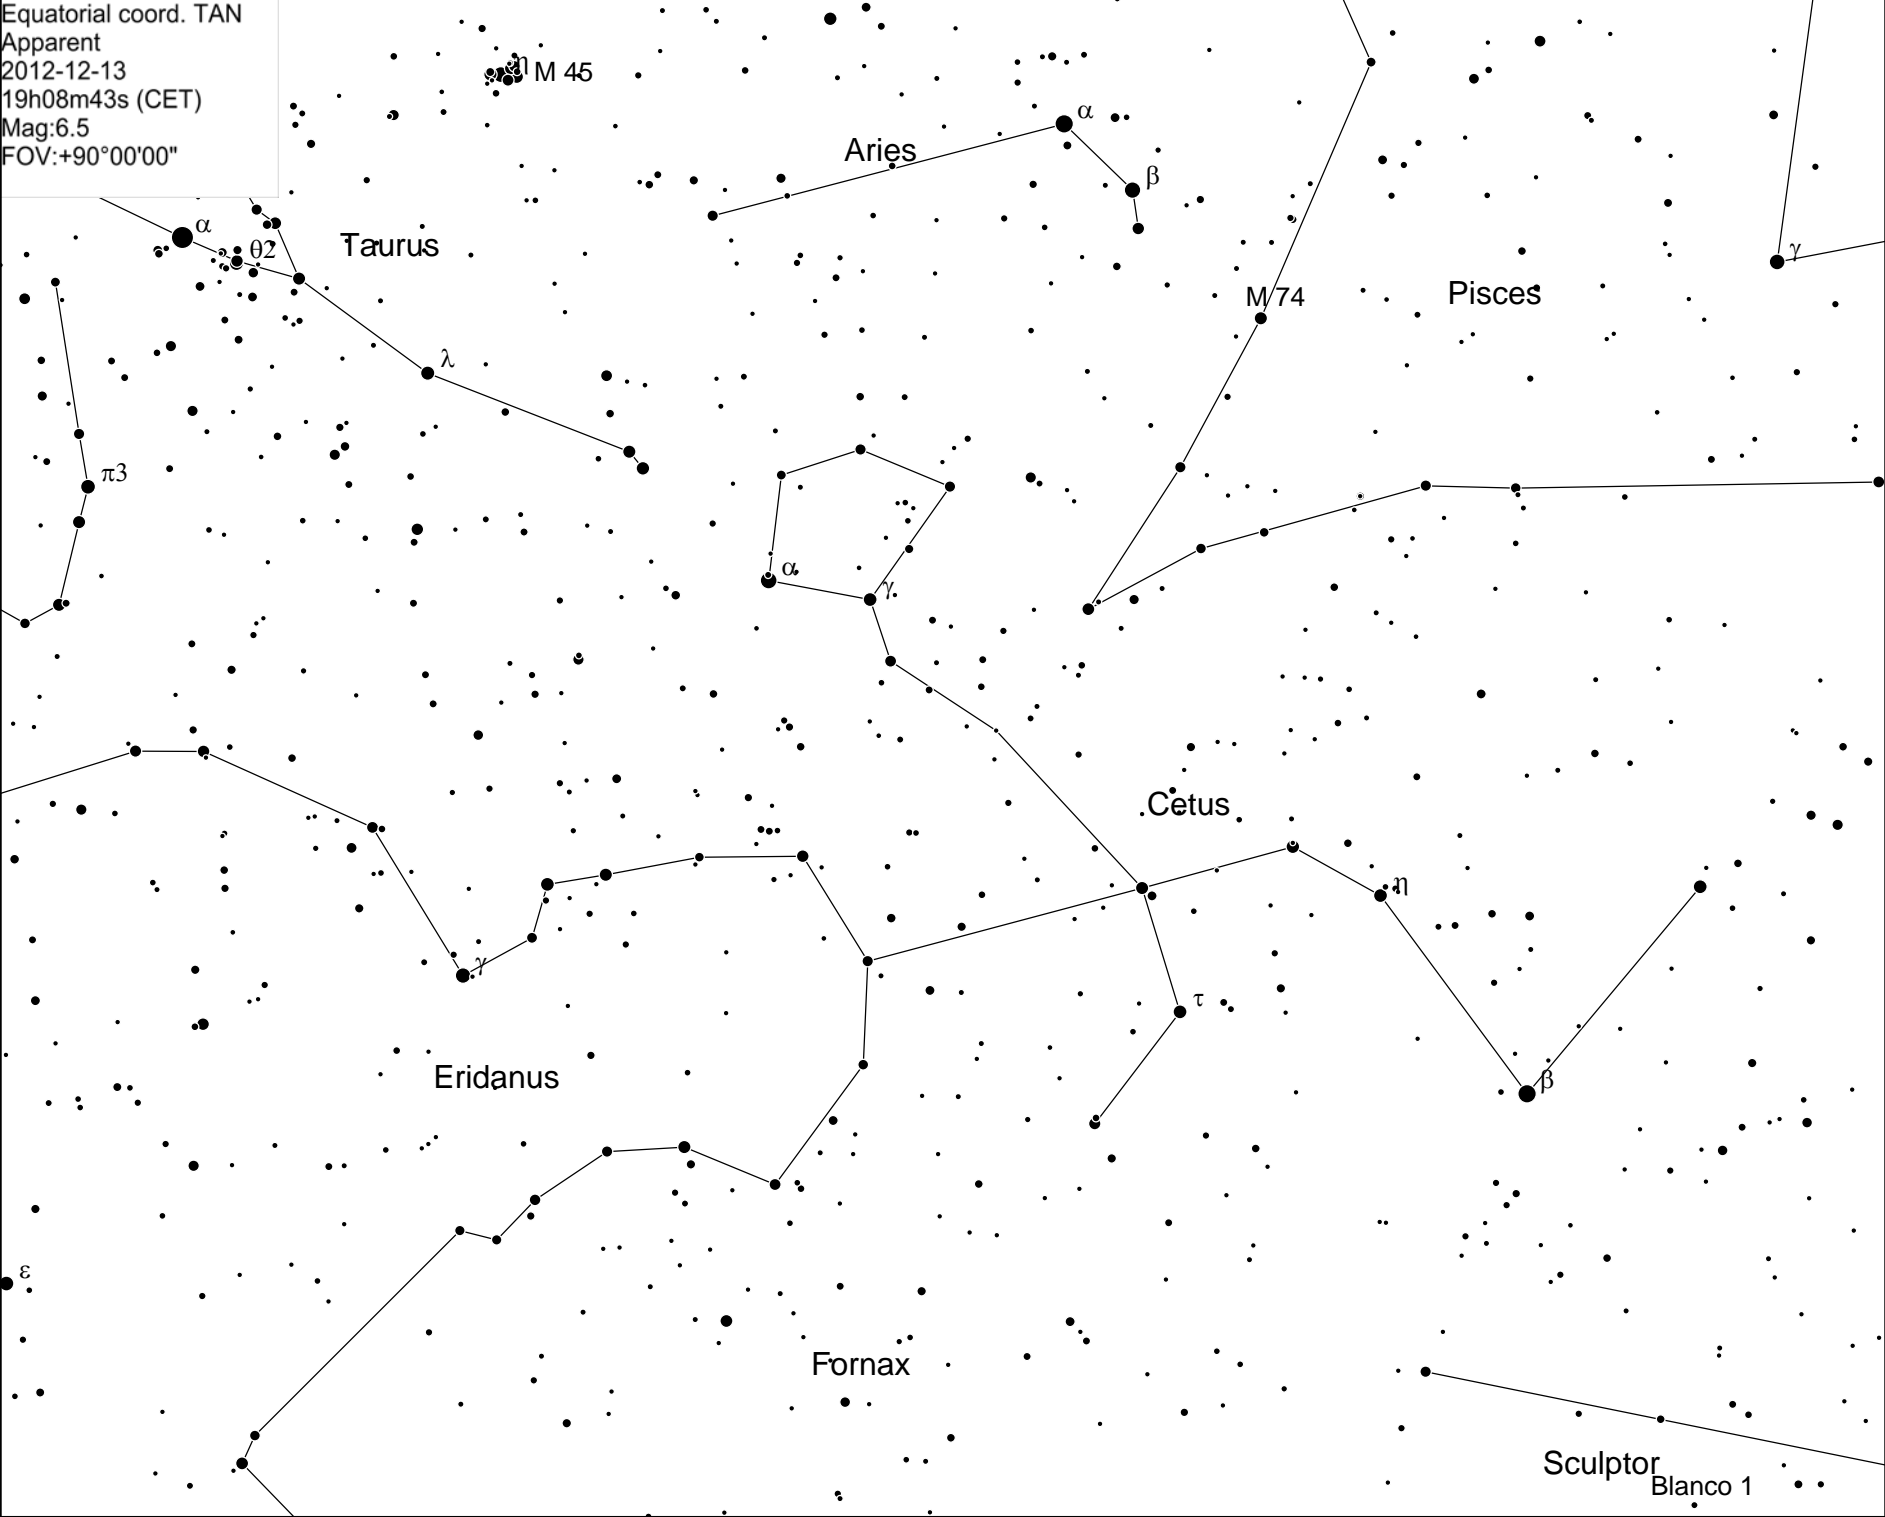 Equatorial coord. TAN
Apparent
2012-12-13
19h08m43s (CET)
Mag:6.5
FOV:+90°00'00"
η M 45
α
Aries
β
α
θ2
Taurus
γ
M 74
Pisces
λ
π3
α
γ
Cetus
η
γ
τ
Eridanus
β
ε
Fornax
Sculptor
Blanco 1